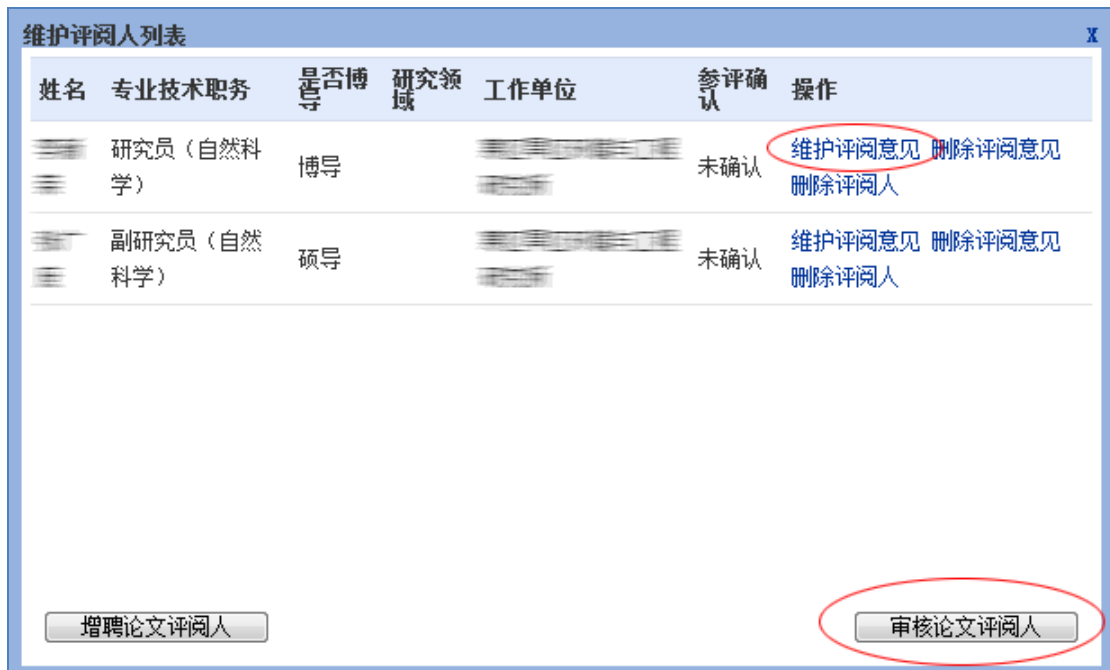 维护评阅人列表 X
姓名 专业技术职务 是否博导 研究领域 工作单位 参评确认 操作
研究员（自然科 博导 未确认 维护评阅意见 删除评阅意见
学） 删除评阅人
副研究员（自然 硕导 未确认 维护评阅意见 删除评阅意见
科学） 删除评阅人
增聘论文评阅人 审核论文评阅人